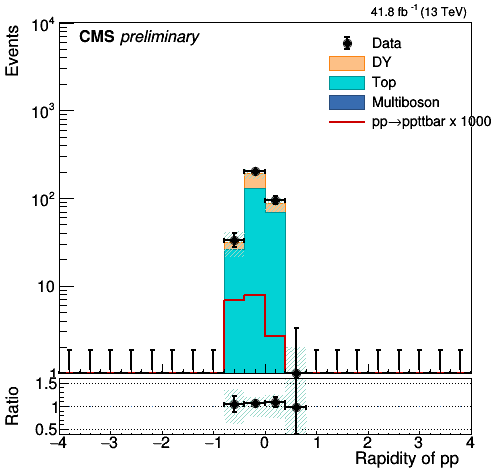 41.8 fb⁻¹ (13 TeV)
CMS preliminary
Events
10⁴
10³
10²
10
1
Data
DY
Top
Multiboson
pp→ppttbar x 1000
Ratio
1.5
1
0.5
−4 −3 −2 −1 0 1 2 3 4
Rapidity of pp